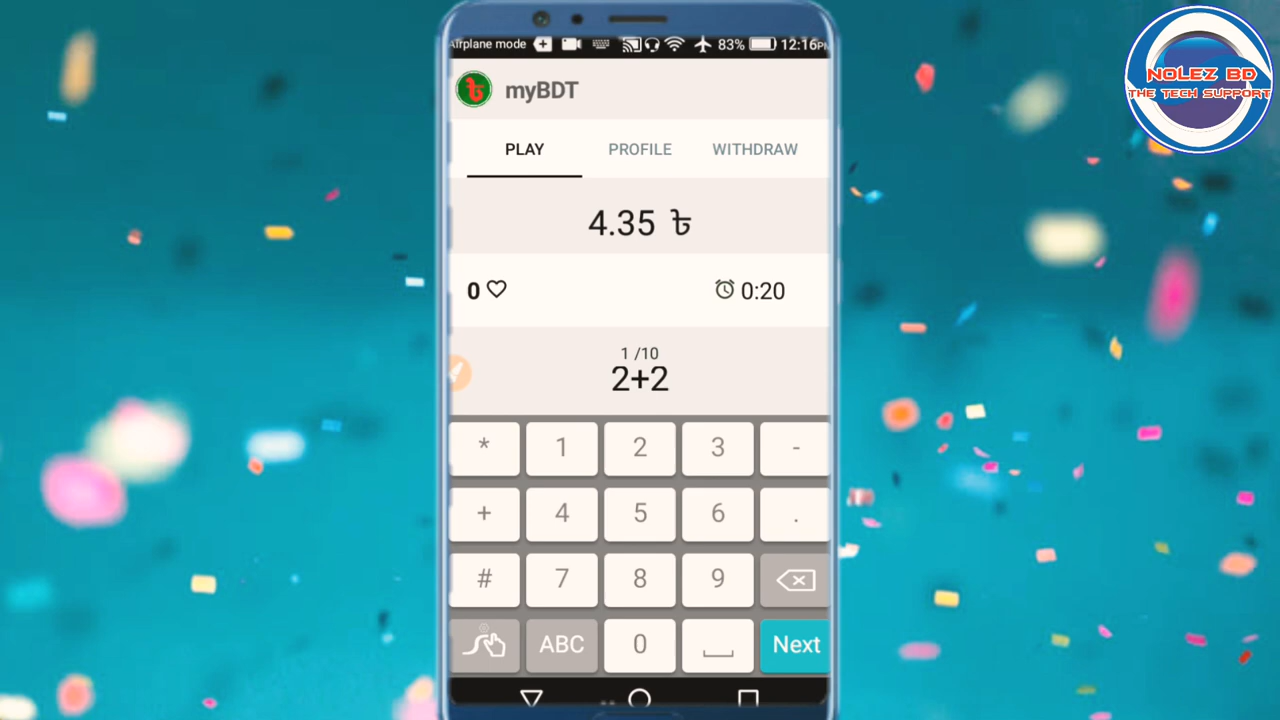 Airplane mode 83% 12:16P
NOLEZ BD
THE TECH SUPPORT
৳ myBDT
PLAY PROFILE WITHDRAW
4.35 ৳
0 0:20
1 /10
2+2
* 1 2 3 -
+ 4 5 6 .
# 7 8 9
ABC 0 Next